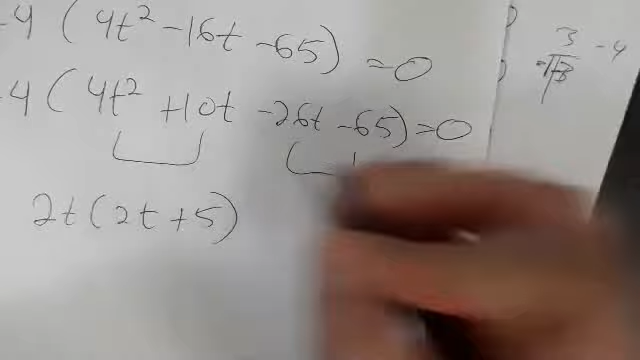 -4 (4t² -16t -65) = 0
-4 (4t² +10t -26t -65) = 0
2t (2t + 5)
3
-4